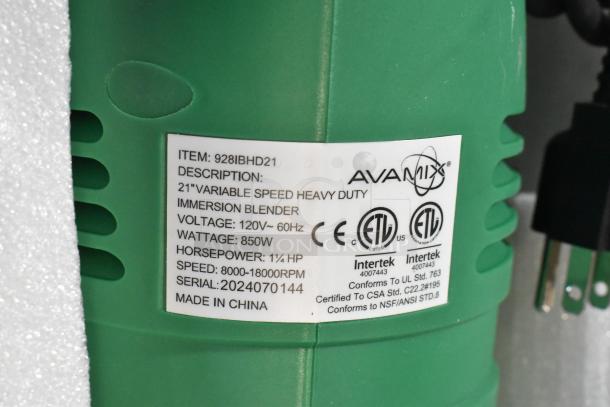 ITEM: 928IBHD21
DESCRIPTION:
21"VARIABLE SPEED HEAVY DUTY
IMMERSION BLENDER
VOLTAGE: 120V~ 60Hz
WATTAGE: 850W
HORSEPOWER: 1¼ HP
SPEED: 8000-18000RPM
SERIAL: 2024070144
MADE IN CHINA
AVAMIX®
CE
C ETL US
ETL
Intertek
4007443
Intertek
4007443
Conforms To UL Std. 763
Certified To CSA Std. C22.2#195
Conforms to NSF/ANSI STD.8